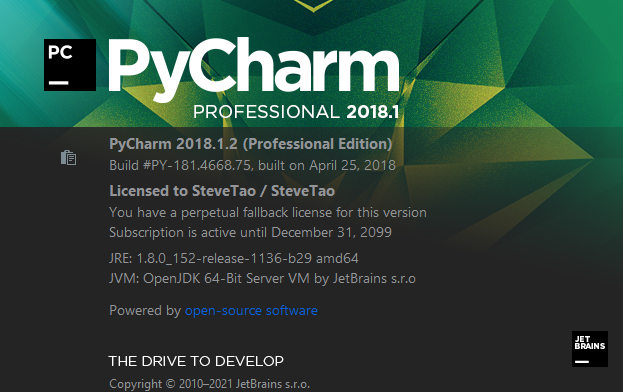 PC
PyCharm
PROFESSIONAL 2018.1
PyCharm 2018.1.2 (Professional Edition)
Build #PY-181.4668.75, built on April 25, 2018
Licensed to SteveTao / SteveTao
You have a perpetual fallback license for this version
Subscription is active until December 31, 2099
JRE: 1.8.0_152-release-1136-b29 amd64
JVM: OpenJDK 64-Bit Server VM by JetBrains s.r.o
Powered by open-source software
JET
BRAINS
THE DRIVE TO DEVELOP
Copyright © 2010–2021 JetBrains s.r.o.